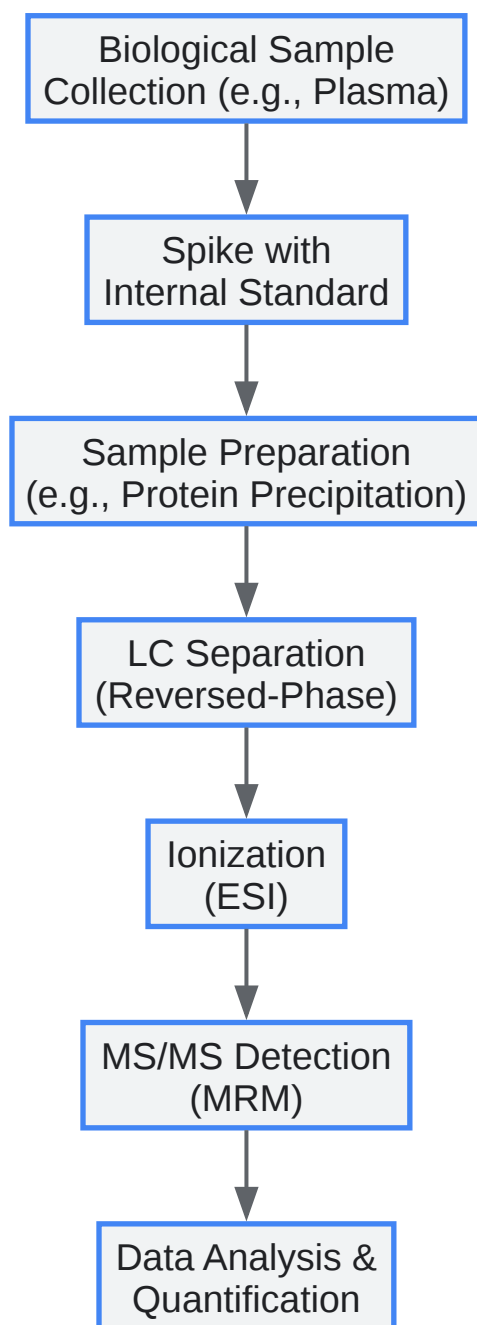 Biological Sample
Collection (e.g., Plasma)
Spike with
Internal Standard
Sample Preparation
(e.g., Protein Precipitation)
LC Separation
(Reversed-Phase)
Ionization
(ESI)
MS/MS Detection
(MRM)
Data Analysis &
Quantification